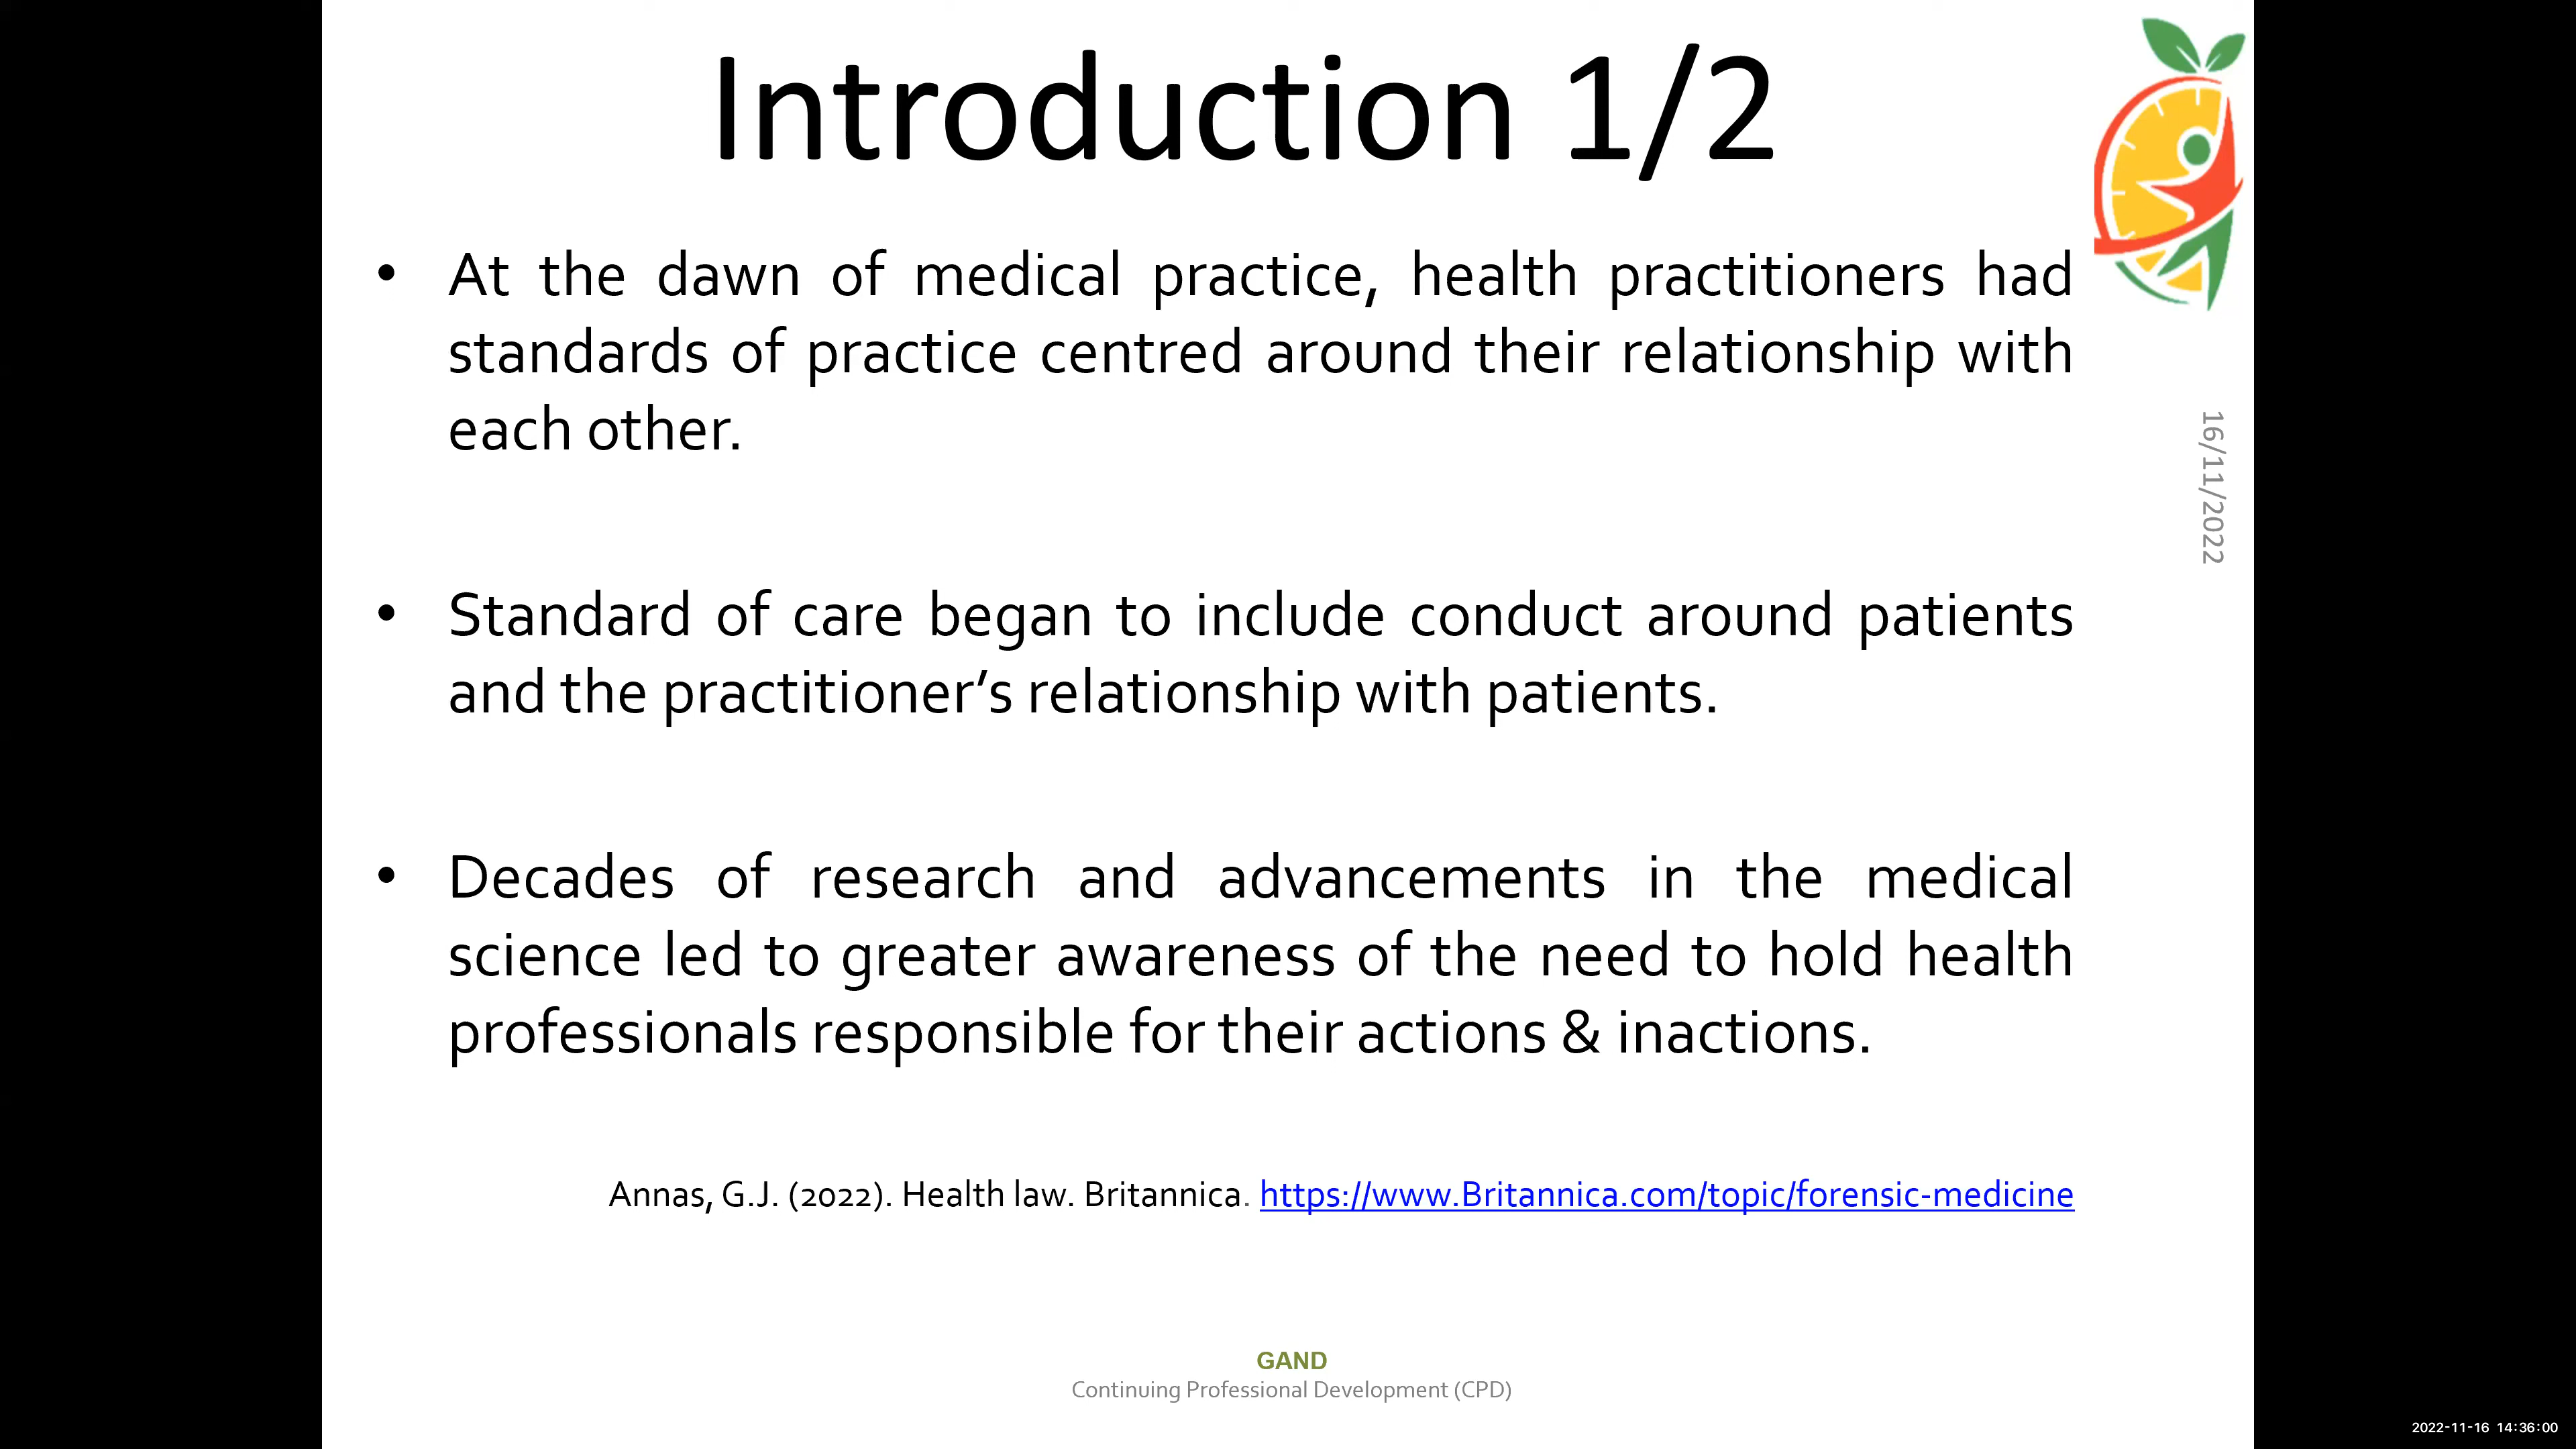 Introduction 1/2
• At the dawn of medical practice, health practitioners had
standards of practice centred around their relationship with
each other.
16/11/2022
• Standard of care began to include conduct around patients
and the practitioner’s relationship with patients.
• Decades of research and advancements in the medical
science led to greater awareness of the need to hold health
professionals responsible for their actions & inactions.
Annas, G.J. (2022). Health law. Britannica. https://www.Britannica.com/topic/forensic-medicine
GAND
Continuing Professional Development (CPD)
2022-11-16 14:36:00